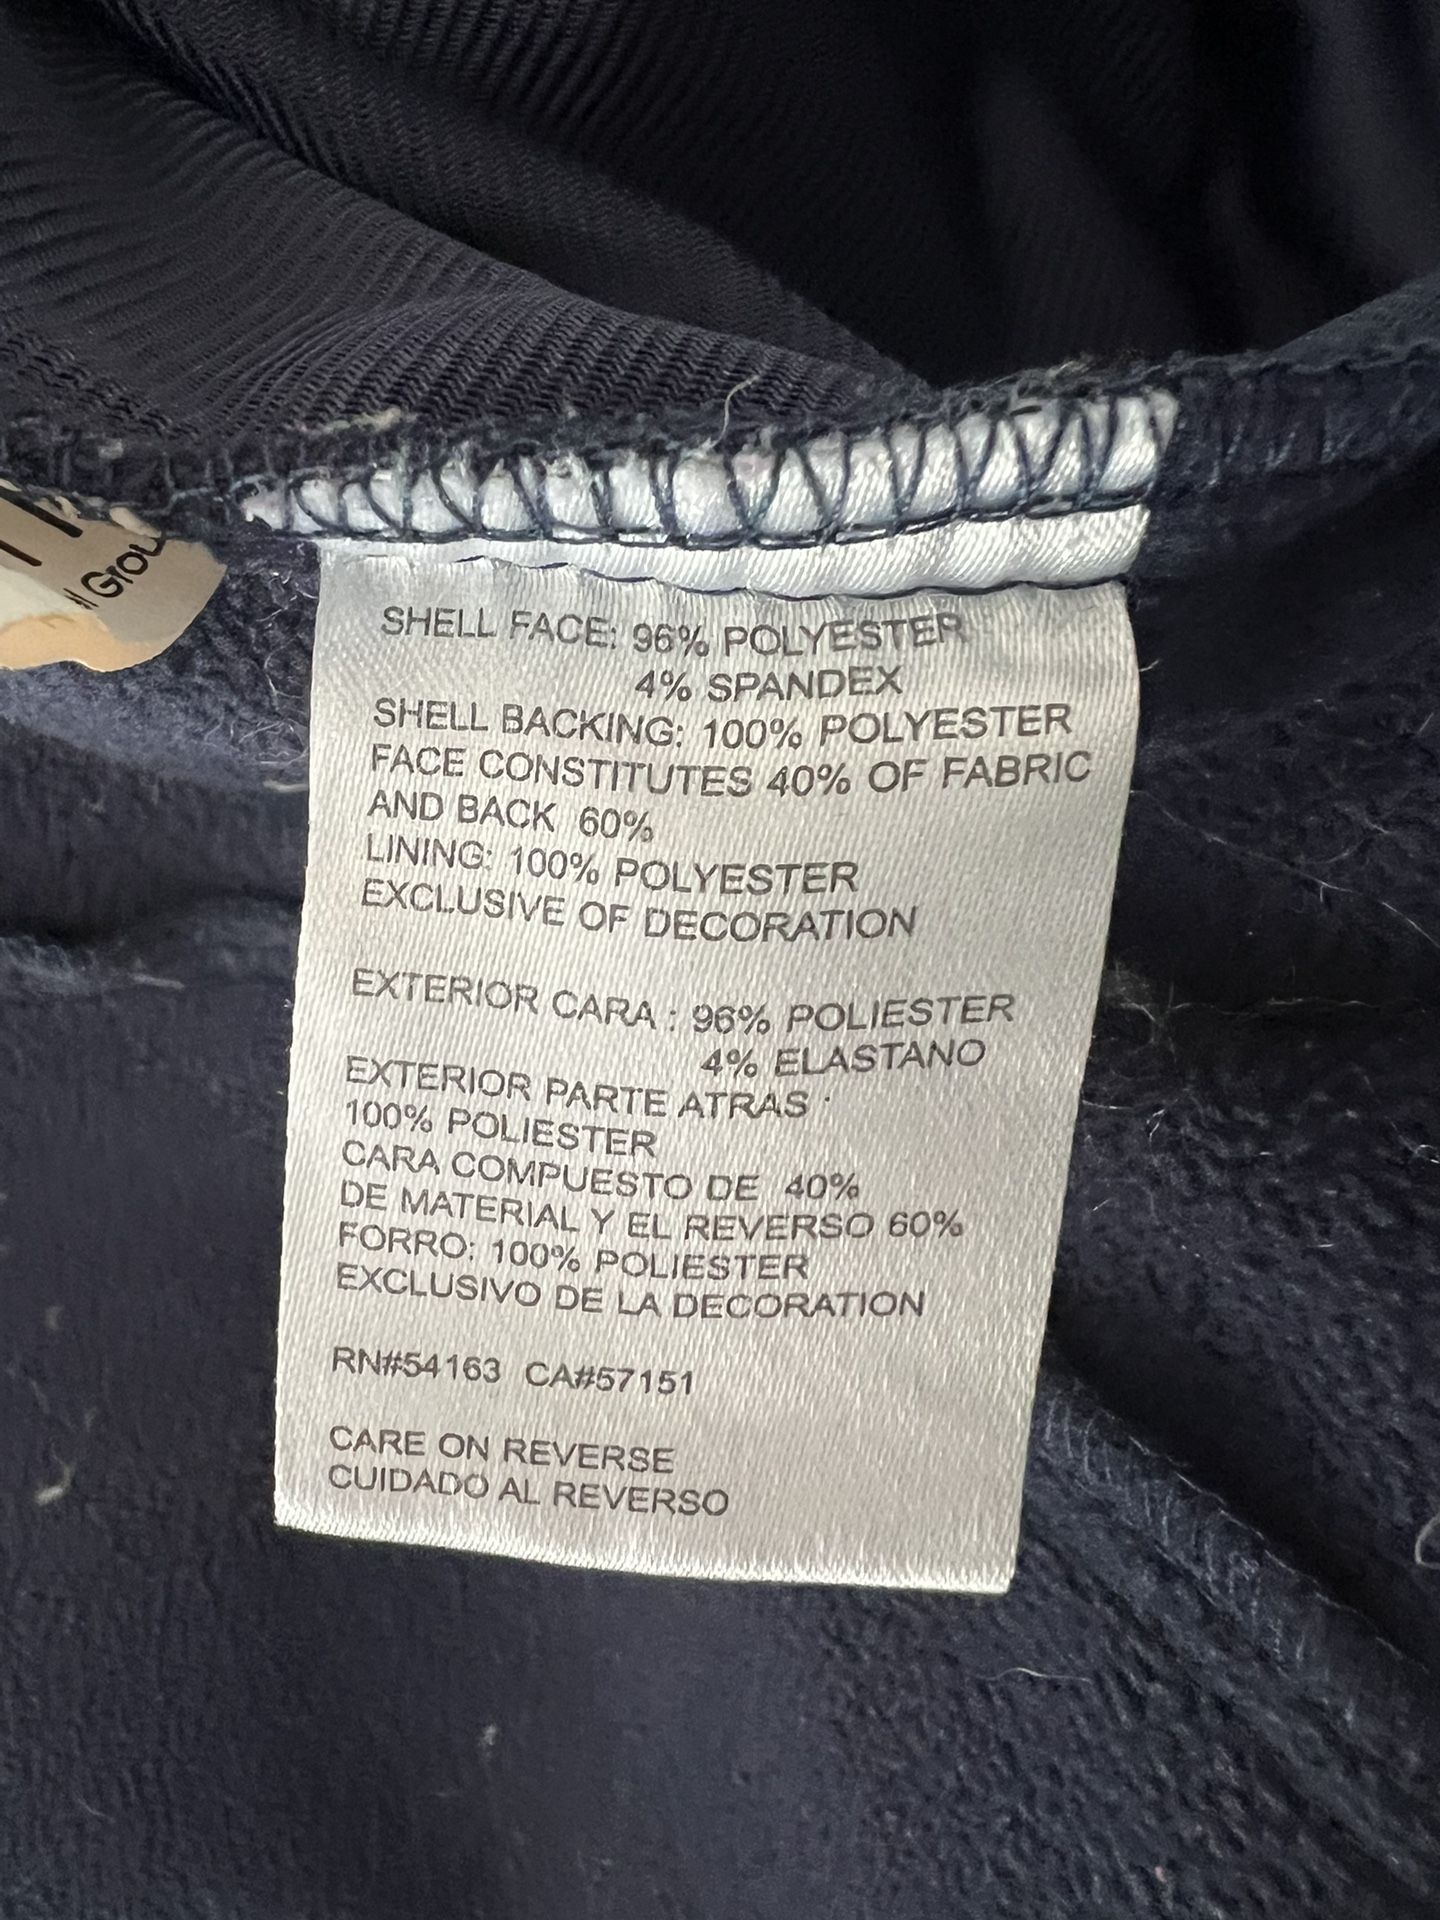 l Grou
SHELL FACE: 96% POLYESTER
4% SPANDEX
SHELL BACKING: 100% POLYESTER
FACE CONSTITUTES 40% OF FABRIC
AND BACK 60%
LINING: 100% POLYESTER
EXCLUSIVE OF DECORATION
EXTERIOR CARA : 96% POLIESTER
4% ELASTANO
EXTERIOR PARTE ATRAS :
100% POLIESTER
CARA COMPUESTO DE 40%
DE MATERIAL Y EL REVERSO 60%
FORRO: 100% POLIESTER
EXCLUSIVO DE LA DECORATION
RN#54163 CA#57151
CARE ON REVERSE
CUIDADO AL REVERSO